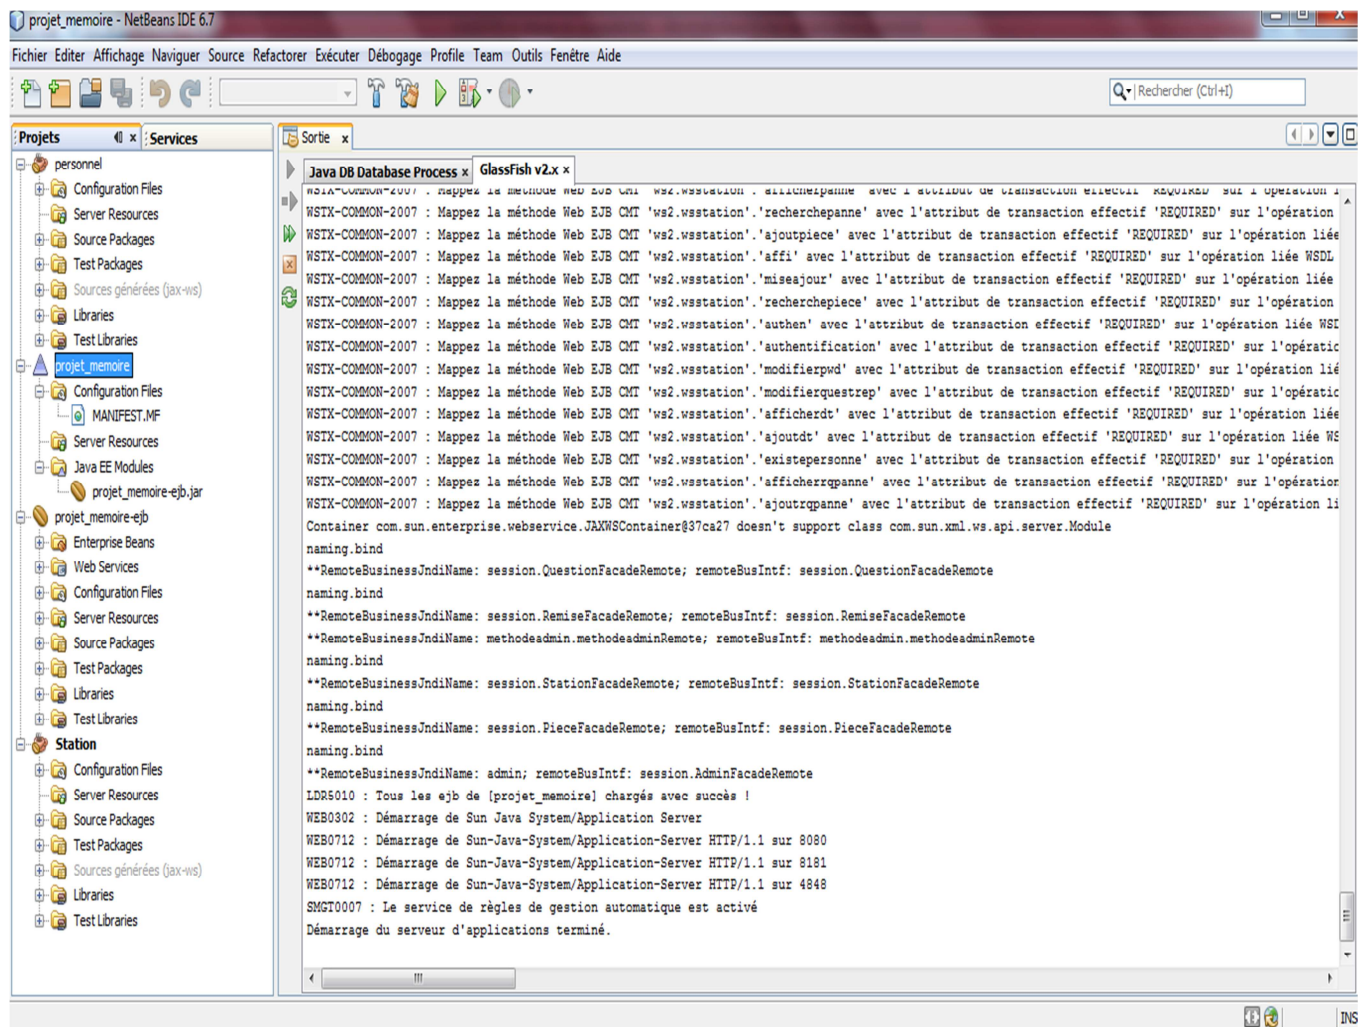 projet_memoire - NetBeans IDE 6.7
Fichier Editer Affichage Naviguer Source Refactorer Exécuter Débogage Profile Team Outils Fenêtre Aide
Rechercher (Ctrl+I)
Projets Services
personnel
Configuration Files
Server Resources
Source Packages
Test Packages
Sources générées (jax-ws)
Libraries
Test Libraries
projet_memoire
Configuration Files
MANIFEST.MF
Server Resources
Java EE Modules
projet_memoire-ejb.jar
projet_memoire-ejb
Enterprise Beans
Web Services
Configuration Files
Server Resources
Source Packages
Test Packages
Libraries
Test Libraries
Station
Configuration Files
Server Resources
Source Packages
Test Packages
Sources générées (jax-ws)
Libraries
Test Libraries
Sortie x
Java DB Database Process x GlassFish v2.x x
WSTX-COMMON-2007 : Mappez la méthode Web EJB CMT 'ws2.wsstation'.'afficherpanne' avec l'attribut de transaction effectif 'REQUIRED' sur l'opération
WSTX-COMMON-2007 : Mappez la méthode Web EJB CMT 'ws2.wsstation'.'recherchepanne' avec l'attribut de transaction effectif 'REQUIRED' sur l'opération
WSTX-COMMON-2007 : Mappez la méthode Web EJB CMT 'ws2.wsstation'.'ajoutpiece' avec l'attribut de transaction effectif 'REQUIRED' sur l'opération liée
WSTX-COMMON-2007 : Mappez la méthode Web EJB CMT 'ws2.wsstation'.'affi' avec l'attribut de transaction effectif 'REQUIRED' sur l'opération liée WSDL
WSTX-COMMON-2007 : Mappez la méthode Web EJB CMT 'ws2.wsstation'.'miseajour' avec l'attribut de transaction effectif 'REQUIRED' sur l'opération liée
WSTX-COMMON-2007 : Mappez la méthode Web EJB CMT 'ws2.wsstation'.'recherchepiece' avec l'attribut de transaction effectif 'REQUIRED' sur l'opération
WSTX-COMMON-2007 : Mappez la méthode Web EJB CMT 'ws2.wsstation'.'authen' avec l'attribut de transaction effectif 'REQUIRED' sur l'opération liée WSD
WSTX-COMMON-2007 : Mappez la méthode Web EJB CMT 'ws2.wsstation'.'authentification' avec l'attribut de transaction effectif 'REQUIRED' sur l'opératio
WSTX-COMMON-2007 : Mappez la méthode Web EJB CMT 'ws2.wsstation'.'modifierpwd' avec l'attribut de transaction effectif 'REQUIRED' sur l'opération lié
WSTX-COMMON-2007 : Mappez la méthode Web EJB CMT 'ws2.wsstation'.'modifierquestrep' avec l'attribut de transaction effectif 'REQUIRED' sur l'opératio
WSTX-COMMON-2007 : Mappez la méthode Web EJB CMT 'ws2.wsstation'.'afficherdt' avec l'attribut de transaction effectif 'REQUIRED' sur l'opération liée
WSTX-COMMON-2007 : Mappez la méthode Web EJB CMT 'ws2.wsstation'.'ajoutdt' avec l'attribut de transaction effectif 'REQUIRED' sur l'opération liée WS
WSTX-COMMON-2007 : Mappez la méthode Web EJB CMT 'ws2.wsstation'.'existepersonne' avec l'attribut de transaction effectif 'REQUIRED' sur l'opération
WSTX-COMMON-2007 : Mappez la méthode Web EJB CMT 'ws2.wsstation'.'afficherrqpanne' avec l'attribut de transaction effectif 'REQUIRED' sur l'opération
WSTX-COMMON-2007 : Mappez la méthode Web EJB CMT 'ws2.wsstation'.'ajoutrqpanne' avec l'attribut de transaction effectif 'REQUIRED' sur l'opération li
Container com.sun.enterprise.webservice.JAXWSContainer@37ca27 doesn't support class com.sun.xml.ws.api.server.Module
naming.bind
**RemoteBusinessJndiName: session.QuestionFacadeRemote; remoteBusIntf: session.QuestionFacadeRemote
naming.bind
**RemoteBusinessJndiName: session.RemiseFacadeRemote; remoteBusIntf: session.RemiseFacadeRemote
**RemoteBusinessJndiName: methodeadmin.methodeadminRemote; remoteBusIntf: methodeadmin.methodeadminRemote
naming.bind
**RemoteBusinessJndiName: session.StationFacadeRemote; remoteBusIntf: session.StationFacadeRemote
naming.bind
**RemoteBusinessJndiName: session.PieceFacadeRemote; remoteBusIntf: session.PieceFacadeRemote
naming.bind
**RemoteBusinessJndiName: admin; remoteBusIntf: session.AdminFacadeRemote
LDR5010 : Tous les ejb de [projet_memoire] chargés avec succès !
WEB0302 : Démarrage de Sun Java System/Application Server
WEB0712 : Démarrage de Sun-Java-System/Application-Server HTTP/1.1 sur 8080
WEB0712 : Démarrage de Sun-Java-System/Application-Server HTTP/1.1 sur 8181
WEB0712 : Démarrage de Sun-Java-System/Application-Server HTTP/1.1 sur 4848
SMGT0007 : Le service de règles de gestion automatique est activé
Démarrage du serveur d'applications terminé.
INS